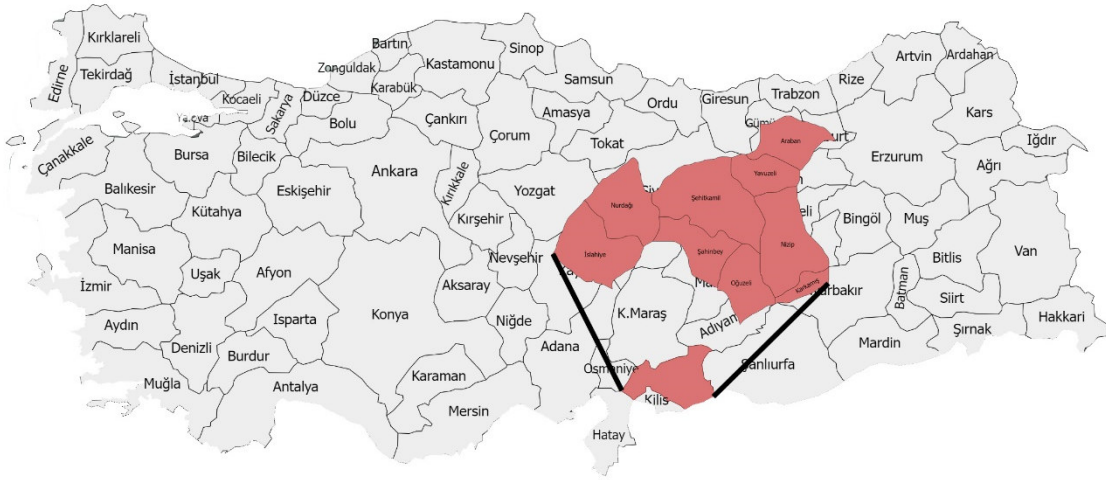 Kırklareli
Edirne
Tekirdağ
İstanbul
Kocaeli
Sakarya
Düzce
Zonguldak
Bartın
Karabük
Kastamonu
Sinop
Samsun
Ordu
Giresun
Trabzon
Rize
Artvin
Ardahan
Kars
Iğdır
Çanakkale
Bursa
Bilecik
Bolu
Çankırı
Çorum
Amasya
Tokat
Araban
Erzurum
Ağrı
Balıkesir
Kütahya
Eskişehir
Ankara
Kırıkkale
Yozgat
Yavuzeli
Kırşehir
Nurdağı
Şehitkamil
Bingöl
Muş
Manisa
Uşak
Afyon
Nevşehir
İslahiye
Şahinbey
Nizip
Bitlis
Van
İzmir
Aksaray
Oğuzeli
Karkamış
Batman
Siirt
Aydın
Denizli
Isparta
Konya
Niğde
K.Maraş
Mardin
Şırnak
Hakkari
Muğla
Burdur
Antalya
Karaman
Mersin
Adana
Osmaniye
Şanlıurfa
Kilis
Hatay